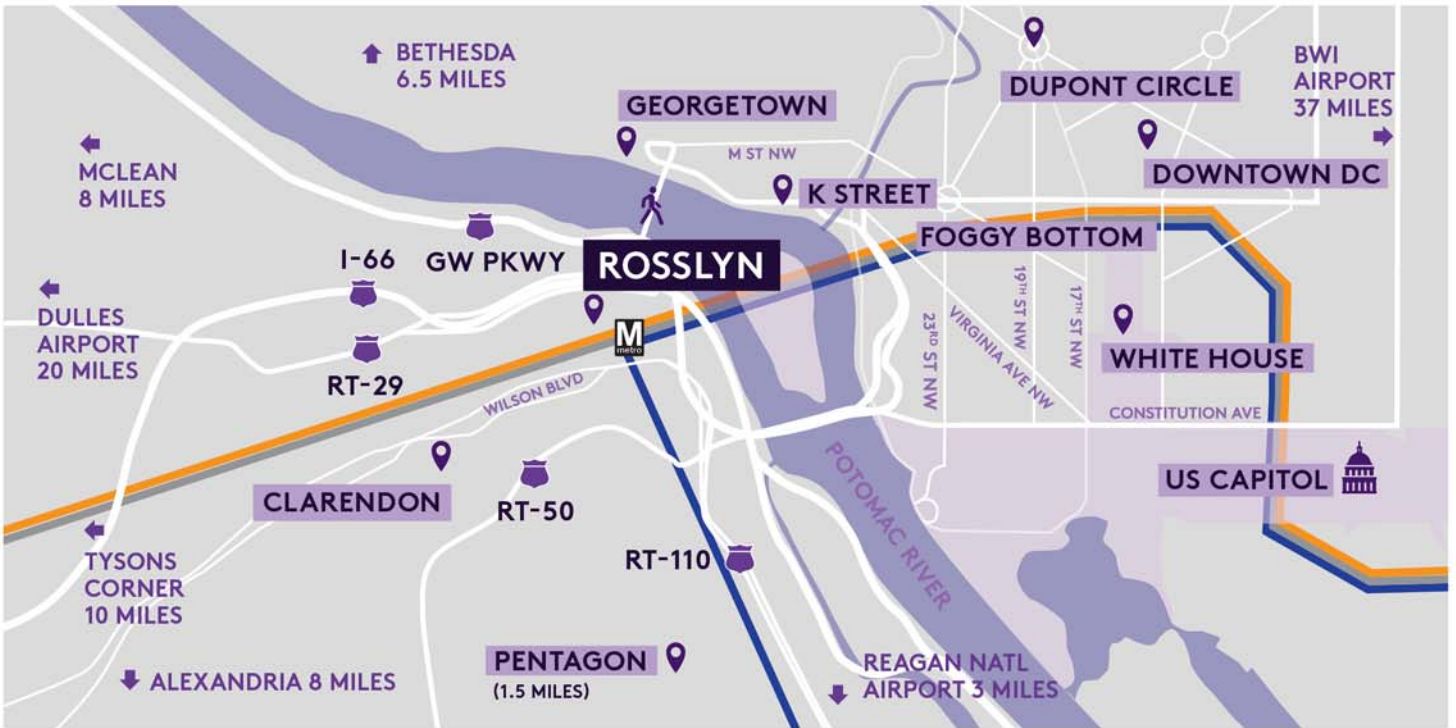 BETHESDA
6.5 MILES
DUPONT CIRCLE
BWI
AIRPORT
37 MILES
GEORGETOWN
MCLEAN
8 MILES
M ST NW
DOWNTOWN DC
K STREET
FOGGY BOTTOM
I-66
GW PKWY
ROSSLYN
DULLES
AIRPORT
20 MILES
M
metro
RT-29
WILSON BLVD
23RD ST NW
VIRGINIA AVE NW
19TH ST NW
17TH ST NW
WHITE HOUSE
CONSTITUTION AVE
US CAPITOL
CLARENDON
RT-50
POTOMAC RIVER
RT-110
TYSONS
CORNER
10 MILES
PENTAGON
(1.5 MILES)
REAGAN NATL
AIRPORT 3 MILES
ALEXANDRIA 8 MILES